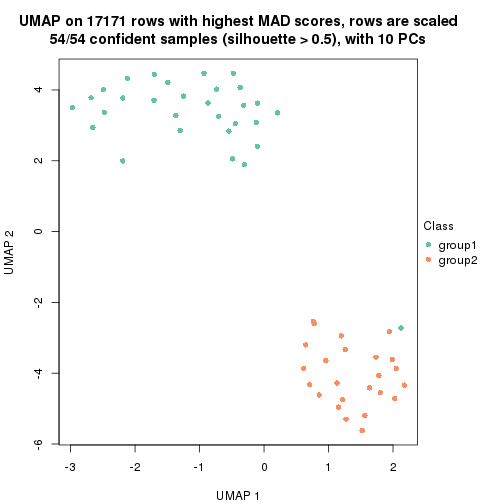 UMAP on 17171 rows with highest MAD scores, rows are scaled
54/54 confident samples (silhouette > 0.5), with 10 PCs
4
2
0
-2
-4
-6
UMAP 2
-3
-2
-1
0
1
2
UMAP 1
Class
group1
group2